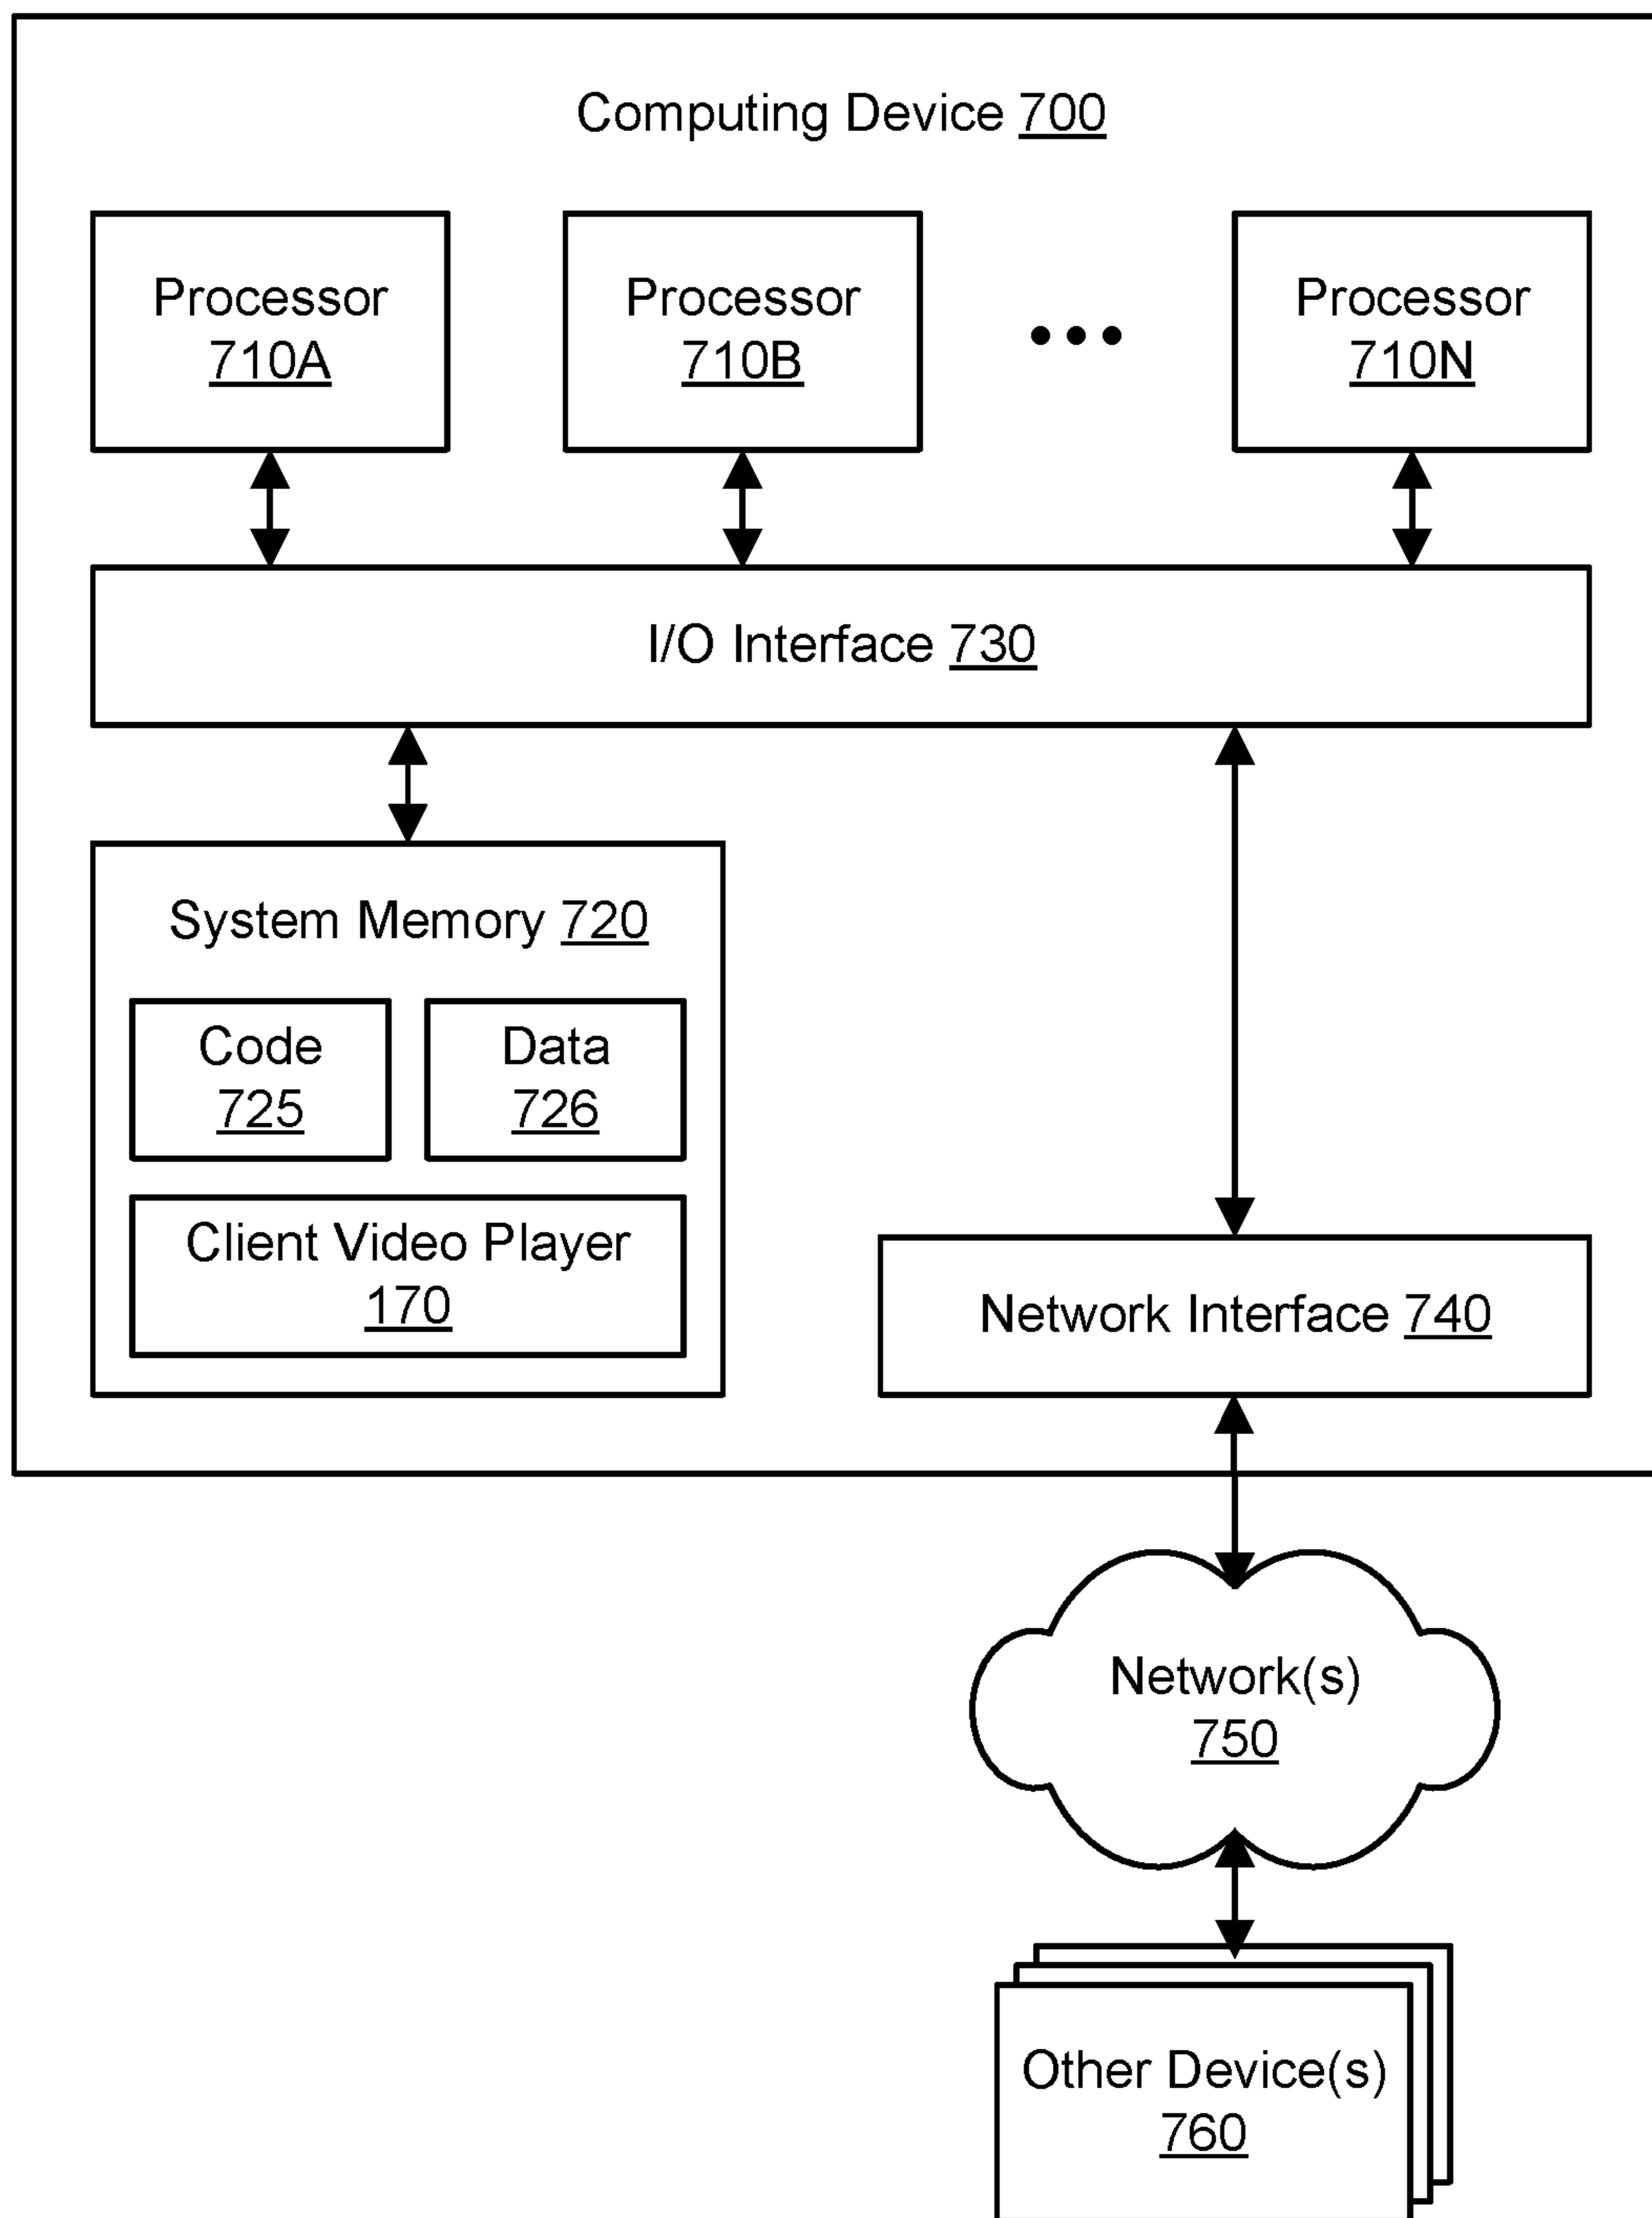 Computing Device 700
Processor
710A
Processor
710B
Processor
710N
I/O Interface 730
System Memory 720
Code
725
Data
726
Client Video Player
170
Network Interface 740
Network(s)
750
Other Device(s)
760